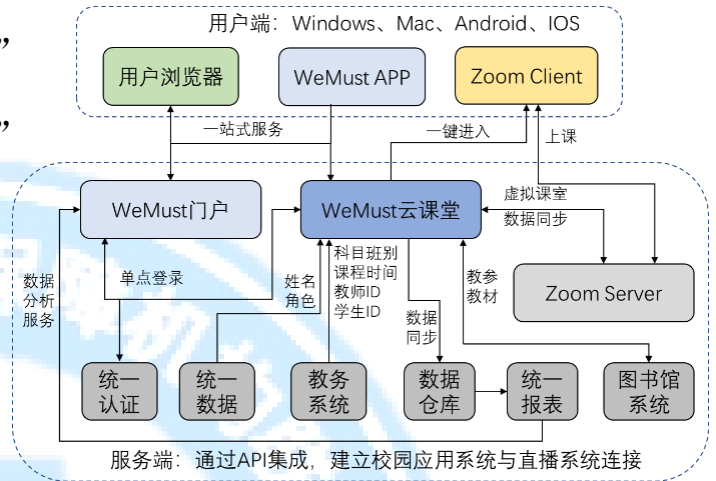 用户端：Windows、Mac、Android、IOS
”
用户浏览器
WeMust APP
Zoom Client
”
一站式服务
一键进入
上课
WeMust门户
WeMust云课堂
虚拟课室
数据同步
数据
分析
服务
单点登录
姓名
角色
科目班别
课程时间
教师ID
学生ID
数据
同步
教参
教材
Zoom Server
统一
认证
统一
数据
教务
系统
数据
仓库
统一
报表
图书馆
系统
服务端：通过API集成，建立校园应用系统与直播系统连接